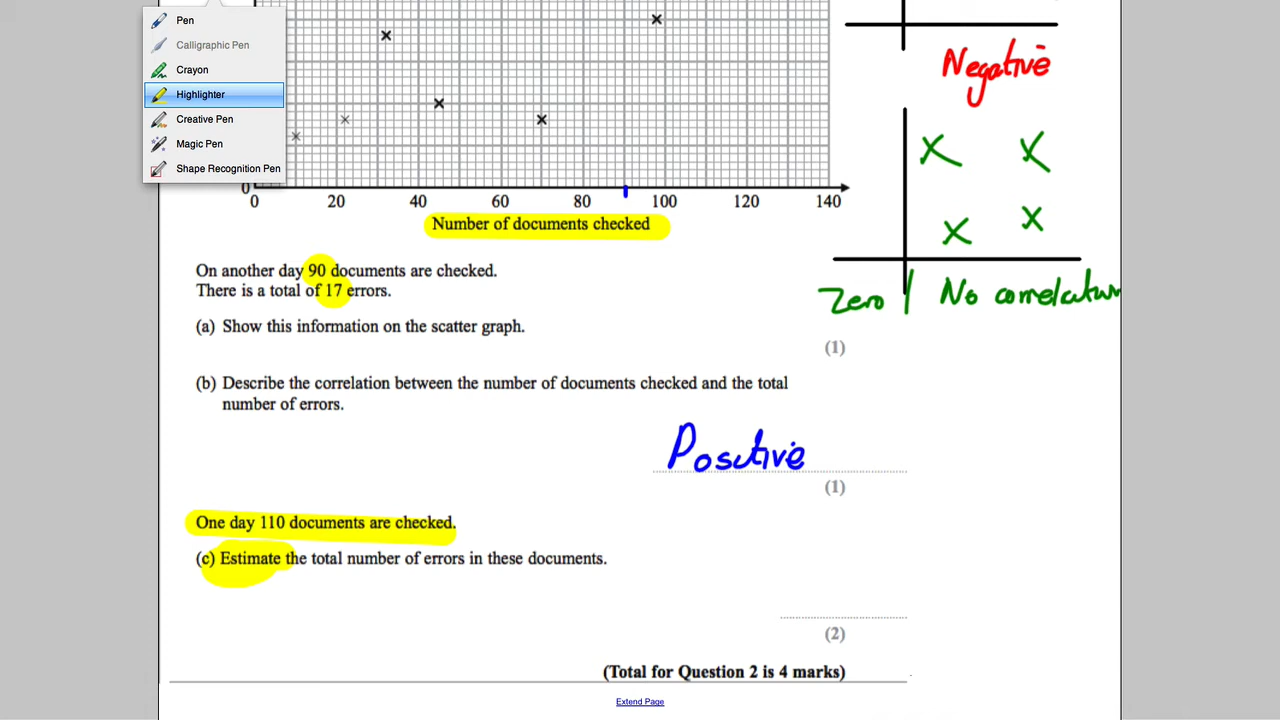 Pen
Calligraphic Pen
Crayon
Highlighter
Creative Pen
Magic Pen
Shape Recognition Pen
0
0 20 40 60 80 100 120 140
Number of documents checked
Negative
Zero / No correlation
On another day 90 documents are checked.
There is a total of 17 errors.
(a) Show this information on the scatter graph.
(1)
(b) Describe the correlation between the number of documents checked and the total
number of errors.
Positive
(1)
One day 110 documents are checked.
(c) Estimate the total number of errors in these documents.
(2)
(Total for Question 2 is 4 marks)
Extend Page